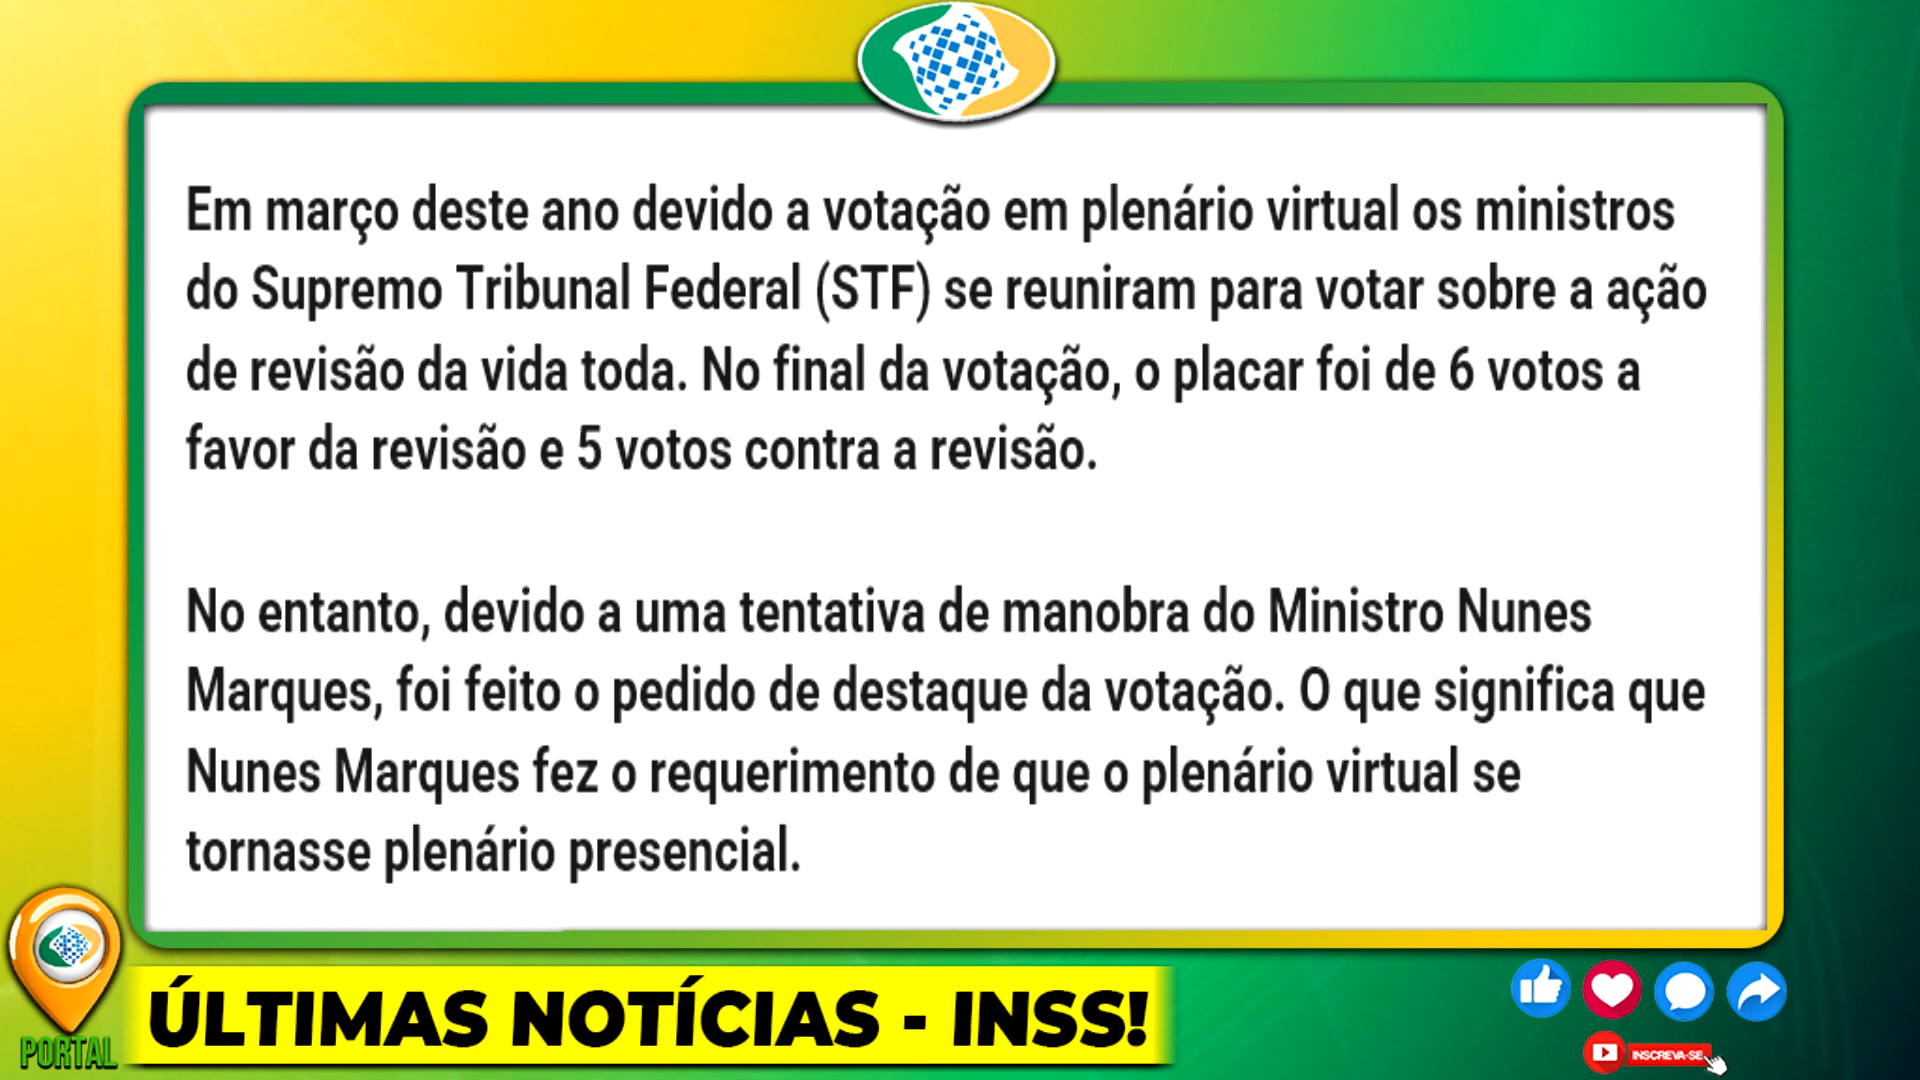 Em março deste ano devido a votação em plenário virtual os ministros
do Supremo Tribunal Federal (STF) se reuniram para votar sobre a ação
de revisão da vida toda. No final da votação, o placar foi de 6 votos a
favor da revisão e 5 votos contra a revisão.
No entanto, devido a uma tentativa de manobra do Ministro Nunes
Marques, foi feito o pedido de destaque da votação. O que significa que
Nunes Marques fez o requerimento de que o plenário virtual se
tornasse plenário presencial.
ÚLTIMAS NOTÍCIAS - INSS!
PORTAL
INSCREVA-SE